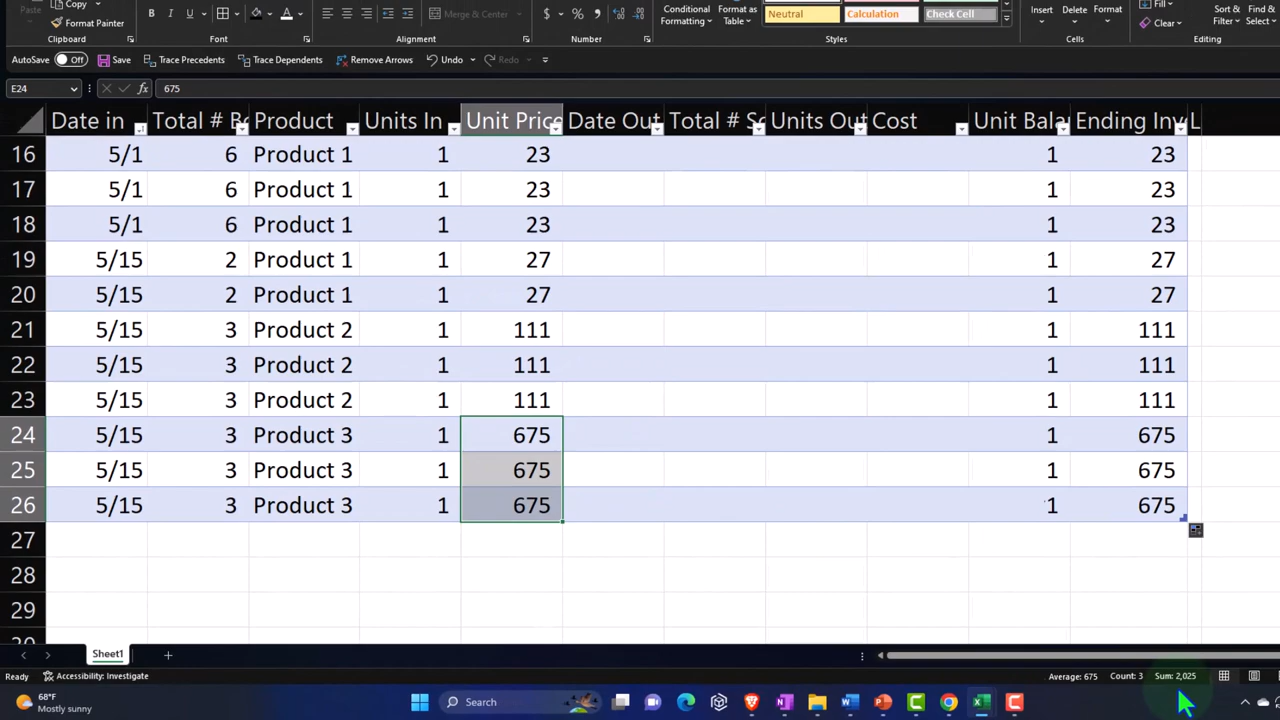 Copy
Format Painter
B I U A
Merge & Center
$ %
Conditional Formatting
Format as Table
Neutral Calculation Check Cell
Insert Delete Format
Fill
Clear
Sort & Filter
Find & Select
Clipboard Font Alignment Number Styles Cells Editing
AutoSave Off Save Trace Precedents Trace Dependents Remove Arrows Undo Redo
E24 fx 675
Date in Total # B Product Units In Unit Price Date Out Total # S Units Out Cost Unit Bala Ending Inv L
16 5/1 6 Product 1 1 23 1 23
17 5/1 6 Product 1 1 23 1 23
18 5/1 6 Product 1 1 23 1 23
19 5/15 2 Product 1 1 27 1 27
20 5/15 2 Product 1 1 27 1 27
21 5/15 3 Product 2 1 111 1 111
22 5/15 3 Product 2 1 111 1 111
23 5/15 3 Product 2 1 111 1 111
24 5/15 3 Product 3 1 675 1 675
25 5/15 3 Product 3 1 675 1 675
26 5/15 3 Product 3 1 675 1 675
27
28
29
Sheet1
Ready Accessibility: Investigate Average: 675 Count: 3 Sum: 2,025
68°F
Mostly sunny
Search